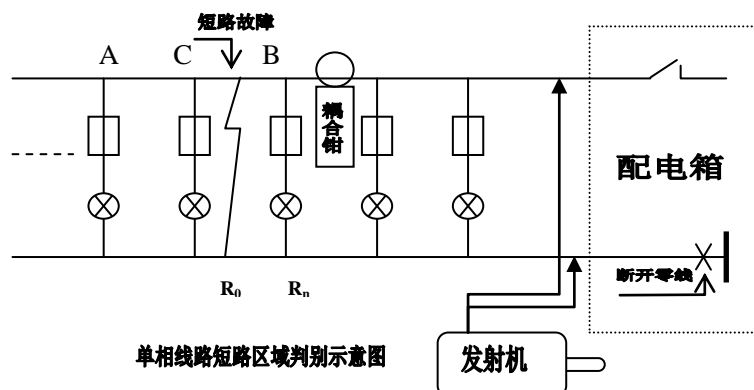 短路故障
A C B
耦合钳
配电箱
断开零线
R₀ Rₙ
单相线路短路区域判别示意图
发射机